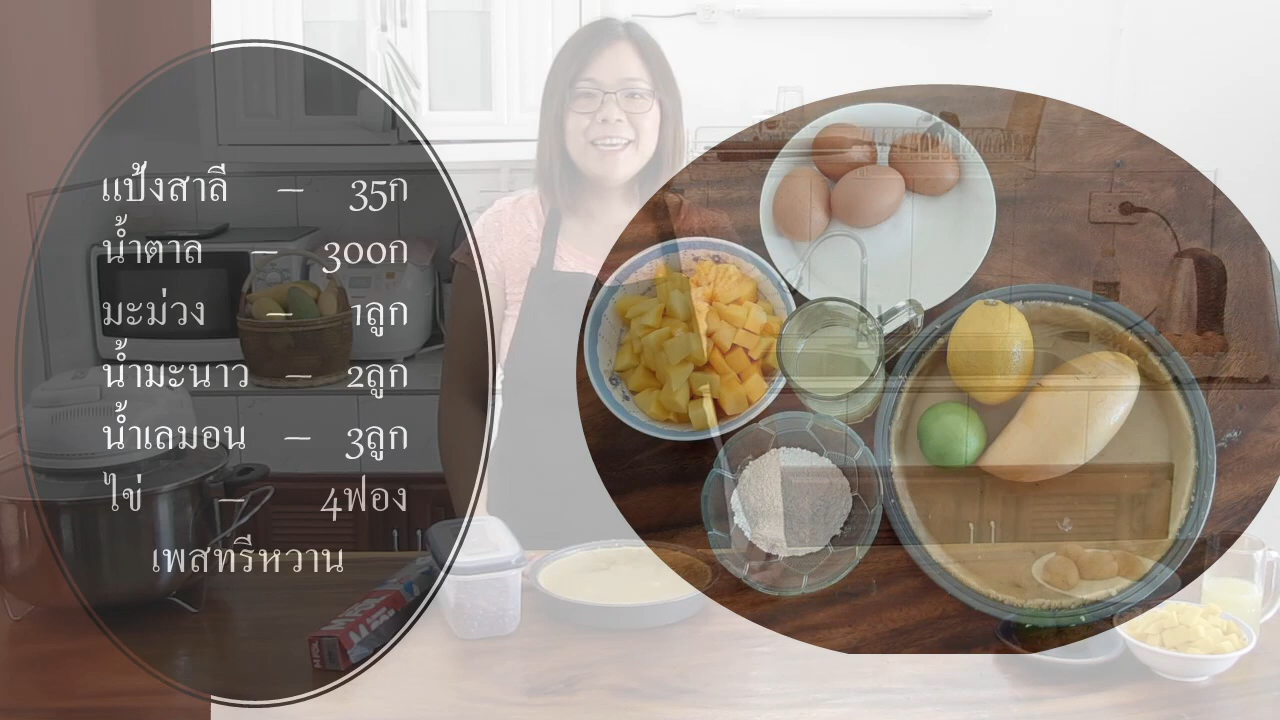 แป้งสาลี – 35ก
น้ำตาล – 300ก
มะม่วง – 1ลูก
น้ำมะนาว – 2ลูก
น้ำเลมอน – 3ลูก
ไข่ – 4ฟอง
เพสทรีหวาน